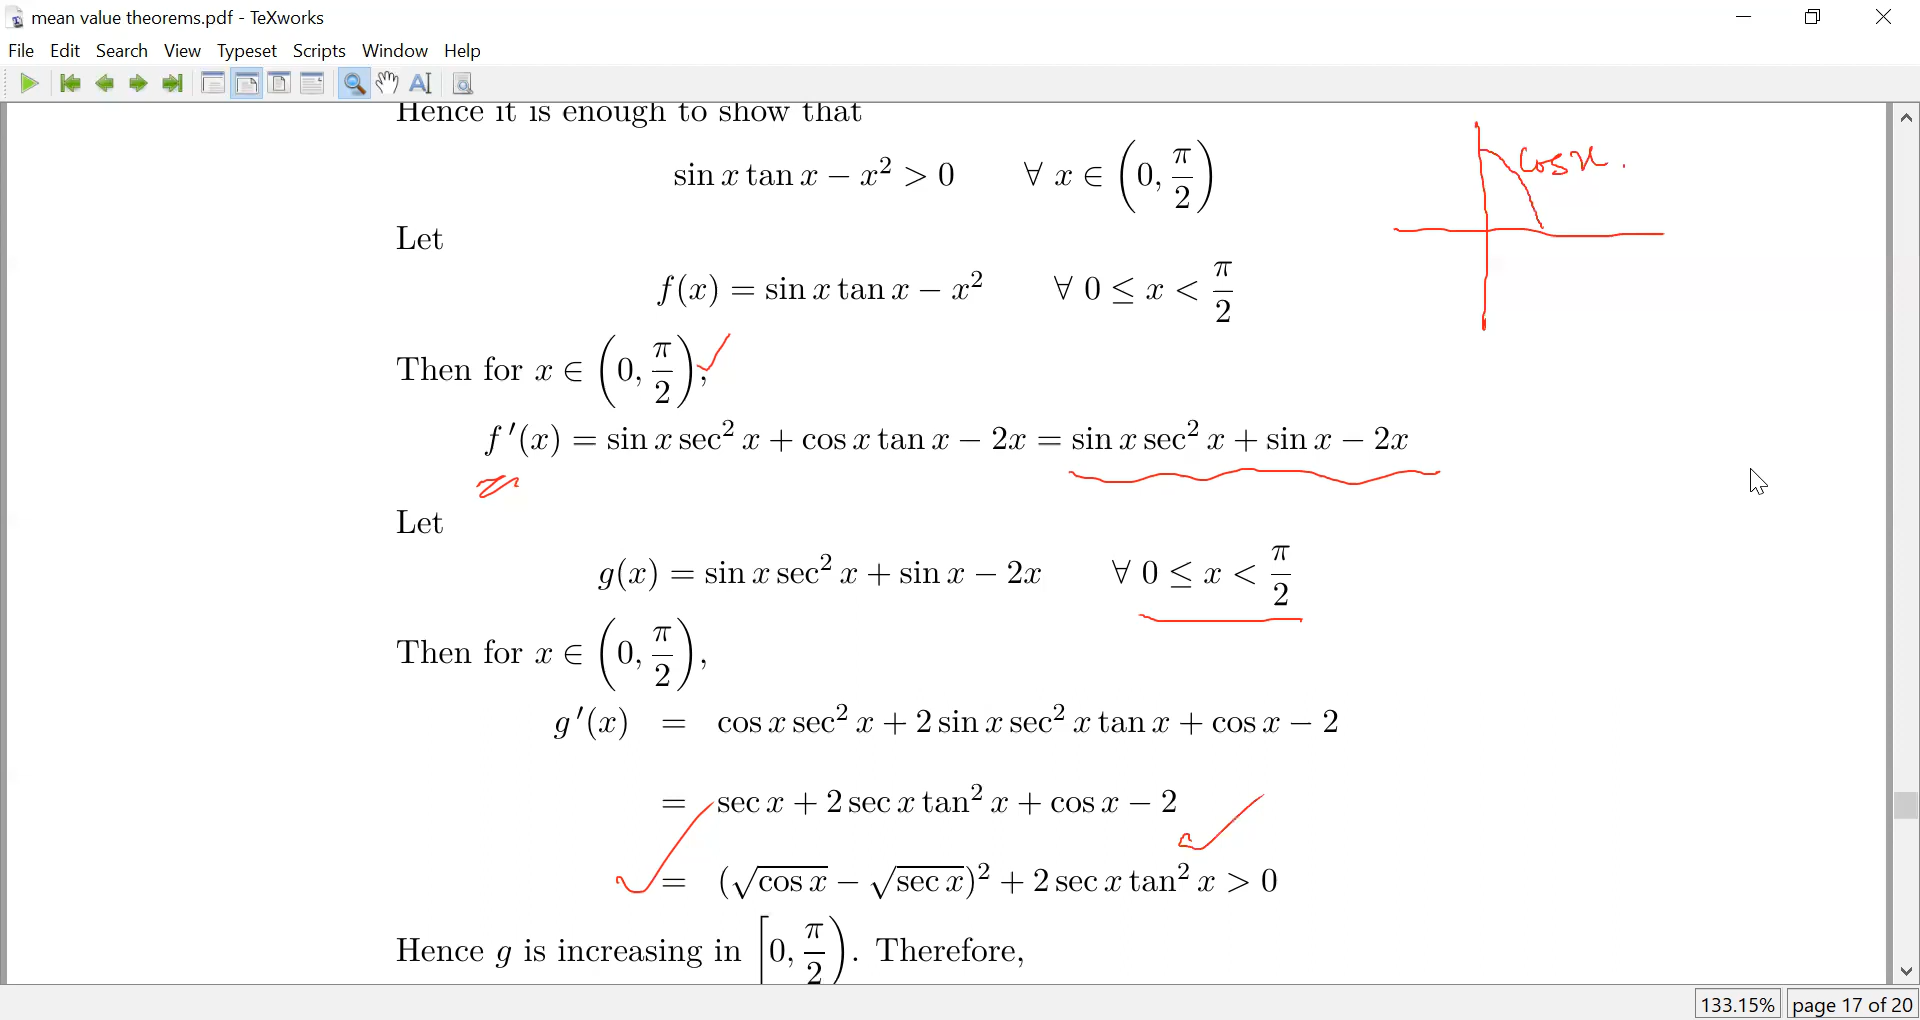 mean value theorems.pdf - TeXworks
File Edit Search View Typeset Scripts Window Help
Hence it is enough to show that
sin x tan x − x² > 0 ∀ x ∈ (0, π/2)
cos x .
Let
f(x) = sin x tan x − x² ∀ 0 ≤ x < π/2
Then for x ∈ (0, π/2),
f′(x) = sin x sec² x + cos x tan x − 2x = sin x sec² x + sin x − 2x
Let
g(x) = sin x sec² x + sin x − 2x ∀ 0 ≤ x < π/2
Then for x ∈ (0, π/2),
g′(x) = cos x sec² x + 2 sin x sec² x tan x + cos x − 2
= sec x + 2 sec x tan² x + cos x − 2
= (√cos x − √sec x)² + 2 sec x tan² x > 0
Hence g is increasing in [0, π/2). Therefore,
133.15% page 17 of 20